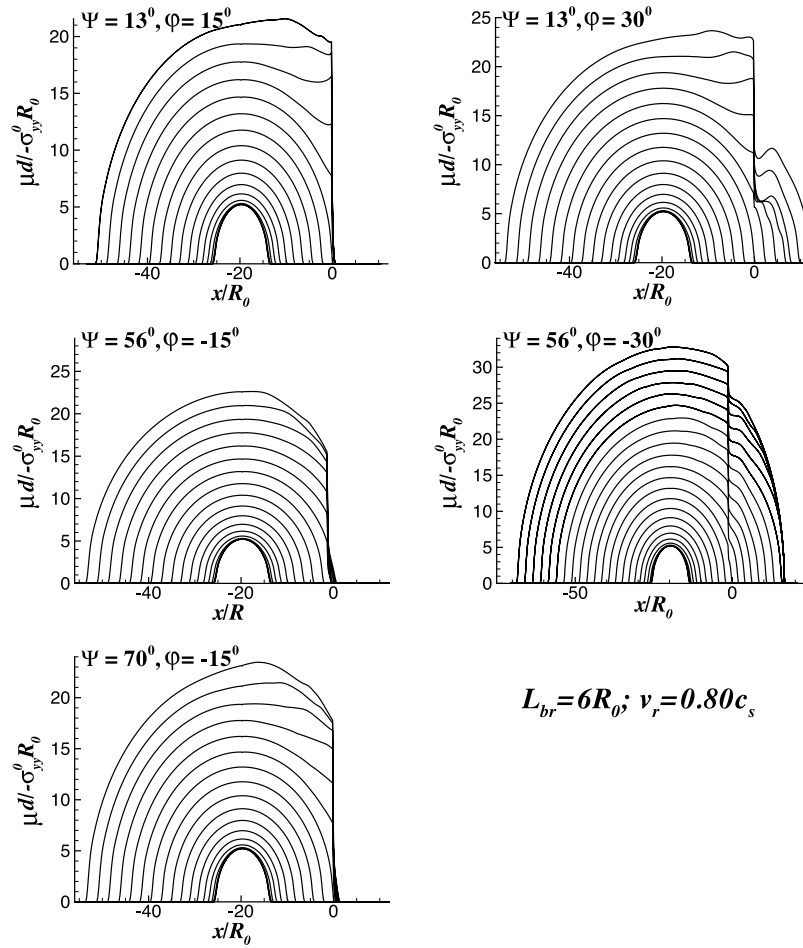 Ψ = 13⁰, φ = 15⁰
20
15
10
5
0
μd/-σ⁰yyR₀
-40
-20
0
x/R₀
Ψ = 13⁰, φ = 30⁰
25
20
15
10
5
0
μd/-σ⁰yyR₀
-40
-20
0
x/R₀
Ψ = 56⁰, φ = -15⁰
25
20
15
10
5
0
μd/-σ⁰yyR₀
-40
-20
0
x/R
Ψ = 56⁰, φ = -30⁰
30
25
20
15
10
5
0
μd/-σ⁰yyR₀
-50
0
x/R₀
Ψ = 70⁰, φ = -15⁰
20
15
10
5
0
μd/-σ⁰yyR₀
-40
-20
0
x/R₀
Lbr=6R₀; vr=0.80cs